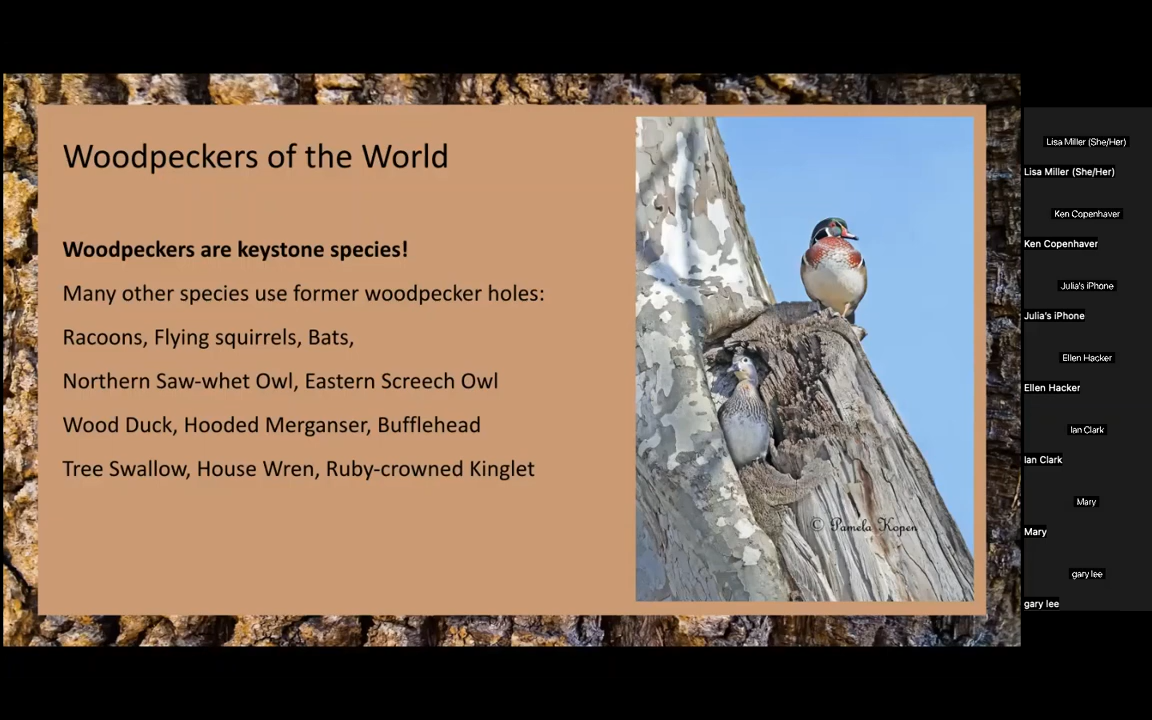 Woodpeckers of the World
Woodpeckers are keystone species!
Many other species use former woodpecker holes:
Racoons, Flying squirrels, Bats,
Northern Saw-whet Owl, Eastern Screech Owl
Wood Duck, Hooded Merganser, Bufflehead
Tree Swallow, House Wren, Ruby-crowned Kinglet
© Pamela Kopen
Lisa Miller (She/Her)
Lisa Miller (She/Her)
Ken Copenhaver
Ken Copenhaver
Julia's iPhone
Julia's iPhone
Ellen Hacker
Ellen Hacker
Ian Clark
Ian Clark
Mary
Mary
gary lee
gary lee